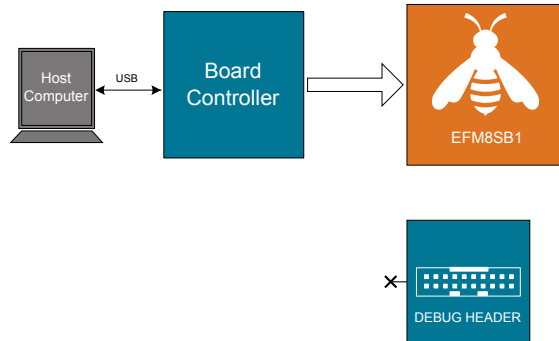 Host
Computer
USB
Board
Controller
EFM8SB1
DEBUG HEADER